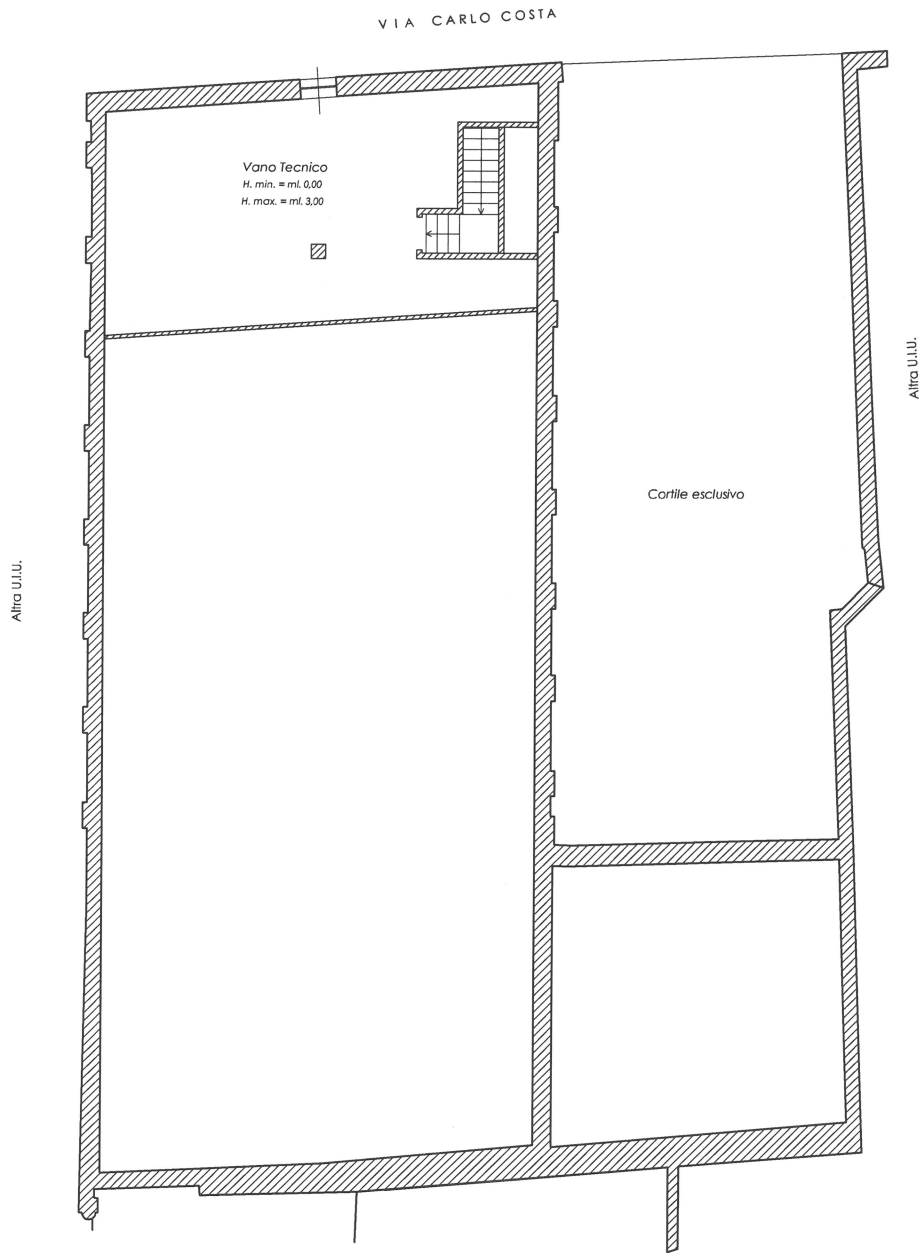 VIA CARLO COSTA
Vano Tecnico
H. min. = ml. 0,00
H. max. = ml. 3,00
Altra U.I.U.
Cortile esclusivo
Altra U.I.U.